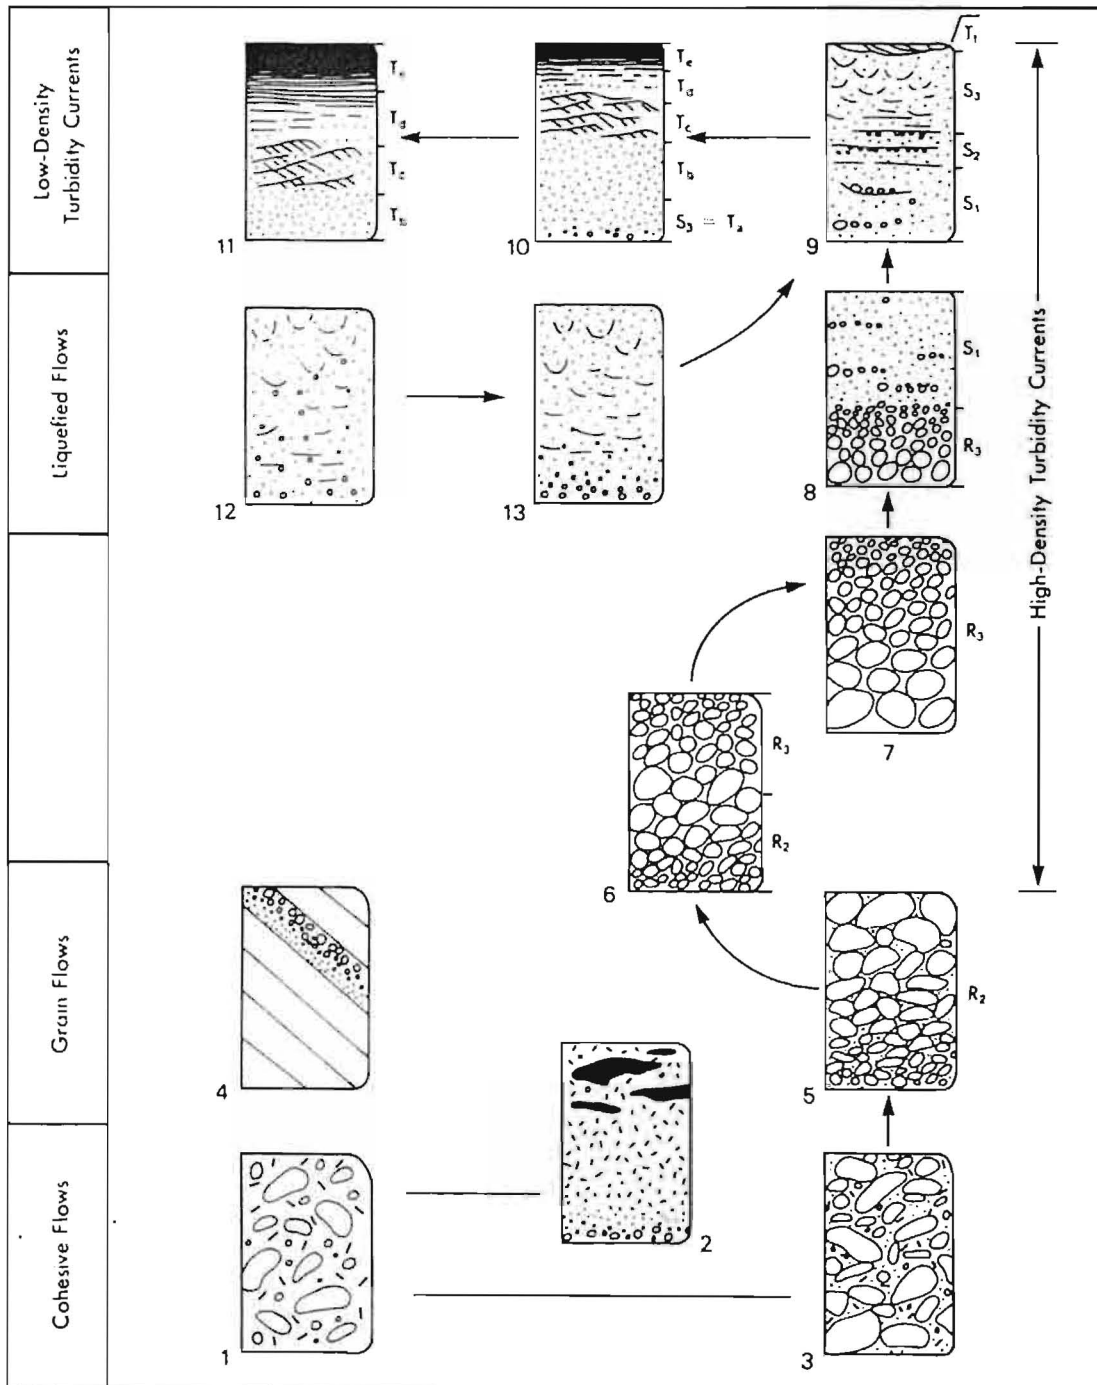 Low-Density
Turbidity Currents
Liquefied Flows
Grain Flows
Cohesive Flows
High-Density Turbidity Currents
Te
Td
Tc
Tb
11
Te
Td
Tc
Tb
S3 = Ta
10
Tt
S3
S2
S1
9
12
13
S1
R3
8
R3
7
R3
R2
6
4
R2
5
2
1
3